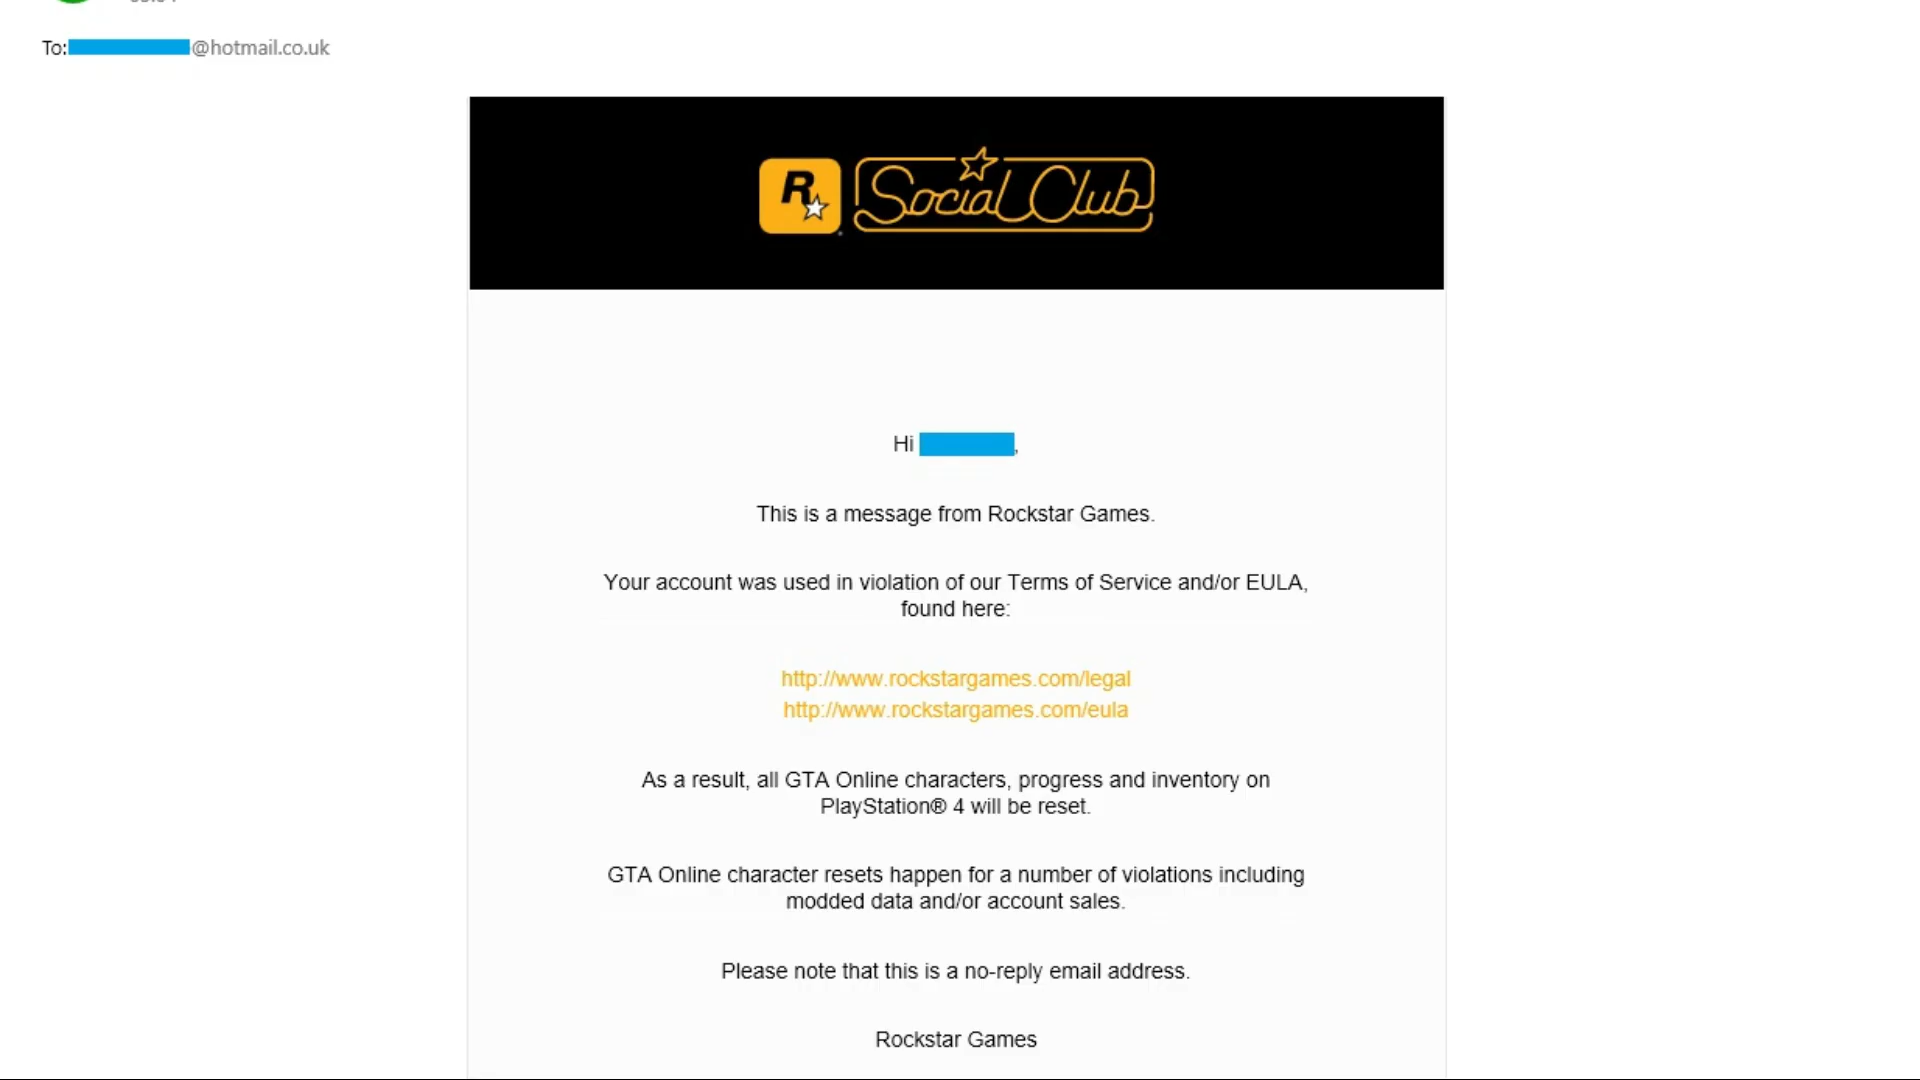 To: @hotmail.co.uk
R
Social Club
Hi ,
This is a message from Rockstar Games.
Your account was used in violation of our Terms of Service and/or EULA,
found here:
http://www.rockstargames.com/legal
http://www.rockstargames.com/eula
As a result, all GTA Online characters, progress and inventory on
PlayStation® 4 will be reset.
GTA Online character resets happen for a number of violations including
modded data and/or account sales.
Please note that this is a no-reply email address.
Rockstar Games